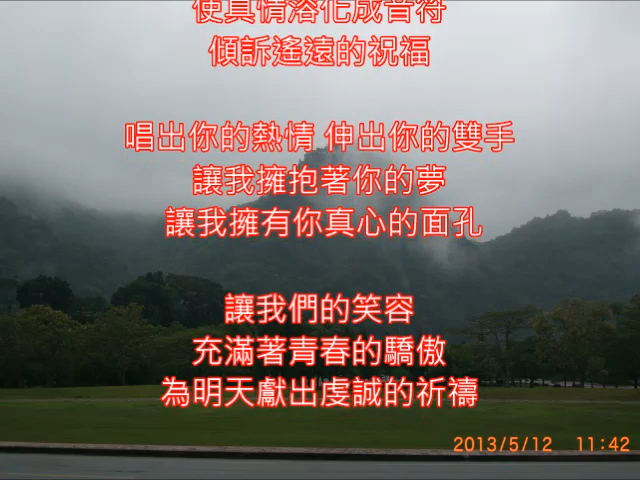 使真情溶化成音符
傾訴遙遠的祝福
唱出你的熱情 伸出你的雙手
讓我擁抱著你的夢
讓我擁有你真心的面孔
讓我們的笑容
充滿著青春的驕傲
為明天獻出虔誠的祈禱
2013/5/12 11:42